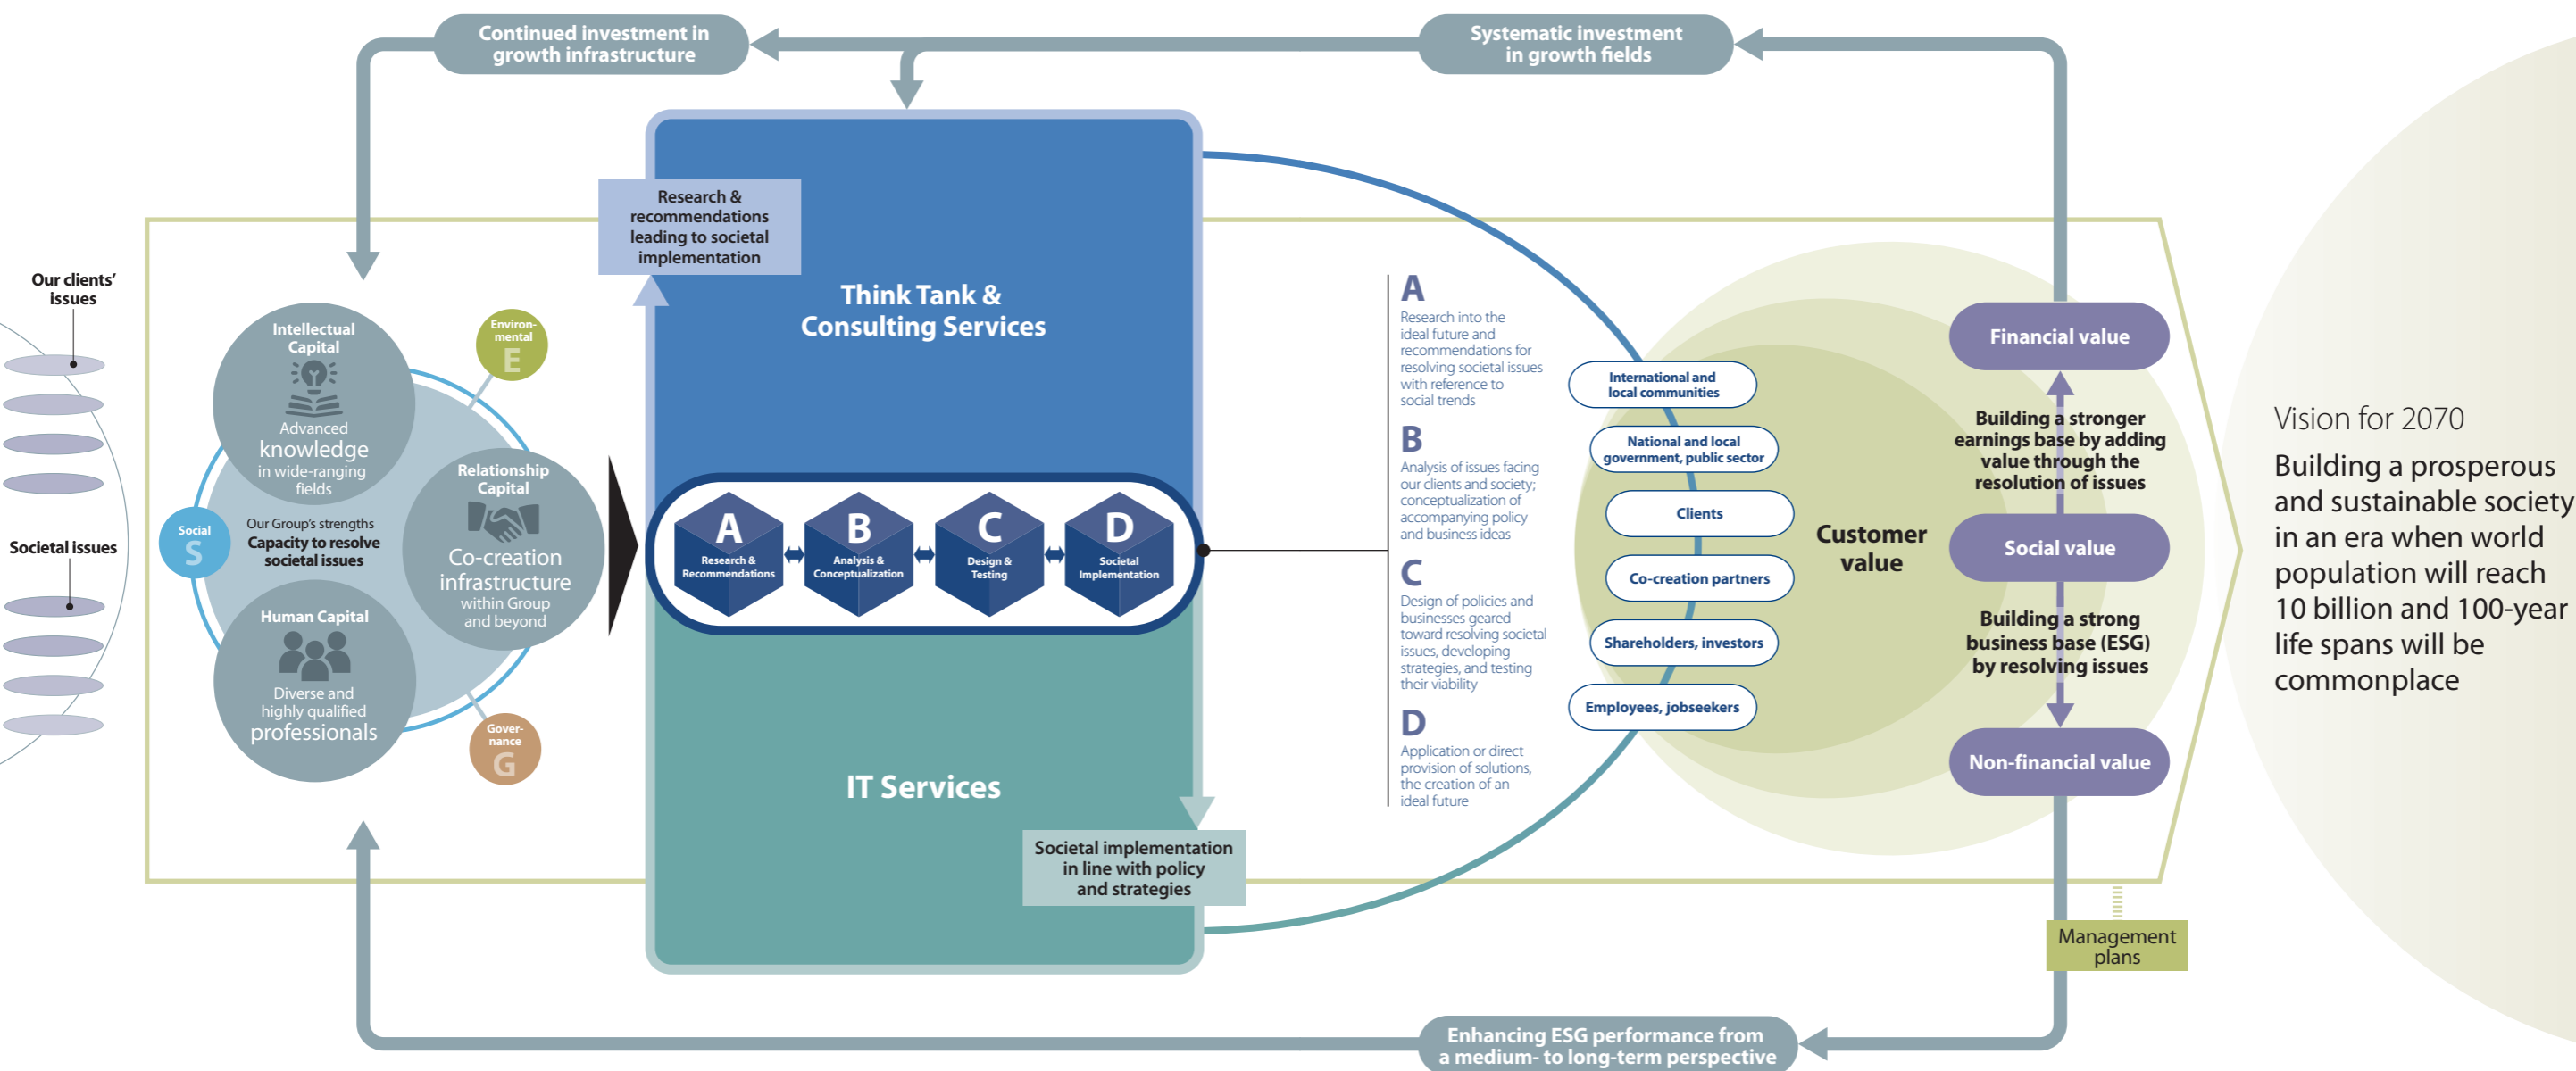 Continued investment in
growth infrastructure
Systematic investment
in growth fields
Our clients'
issues
Societal issues
Intellectual
Capital
Advanced
knowledge
in wide-ranging
fields
Environ-
mental
E
Relationship
Capital
Co-creation
infrastructure
within Group
and beyond
Social
S
Our Group's strengths
Capacity to resolve
societal issues
Human Capital
Diverse and
highly qualified
professionals
Gover-
nance
G
Research &
recommendations
leading to societal
implementation
Think Tank &
Consulting Services
A
Research &
Recommendations
B
Analysis &
Conceptualization
C
Design &
Testing
D
Societal
Implementation
IT Services
Societal implementation
in line with policy
and strategies
A
Research into the
ideal future and
recommendations for
resolving societal issues
with reference to
social trends
B
Analysis of issues facing
our clients and society;
conceptualization of
accompanying policy
and business ideas
C
Design of policies and
businesses geared
toward resolving societal
issues, developing
strategies, and testing
their viability
D
Application or direct
provision of solutions,
the creation of an
ideal future
International and
local communities
National and local
government, public sector
Clients
Co-creation partners
Shareholders, investors
Employees, jobseekers
Customer
value
Financial value
Building a stronger
earnings base by adding
value through the
resolution of issues
Social value
Building a strong
business base (ESG)
by resolving issues
Non-financial value
Management
plans
Enhancing ESG performance from
a medium- to long-term perspective
Vision for 2070
Building a prosperous
and sustainable society
in an era when world
population will reach
10 billion and 100-year
life spans will be
commonplace